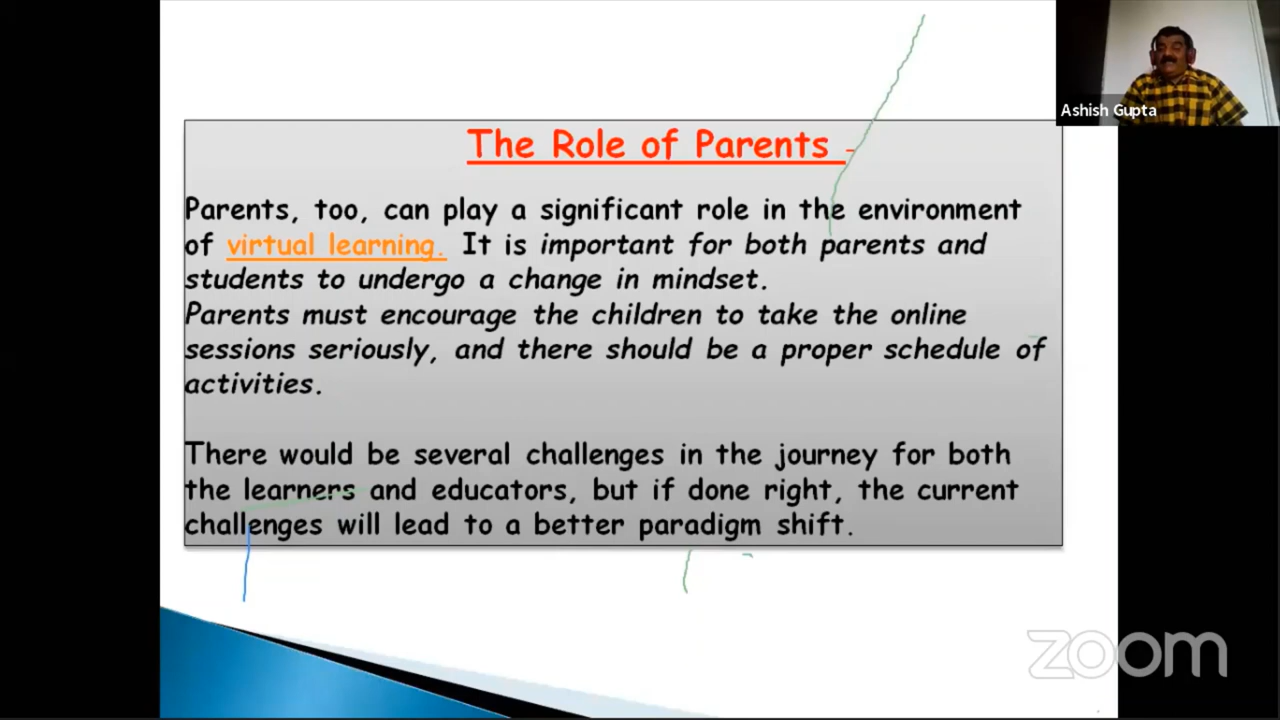 Ashish Gupta
The Role of Parents -
Parents, too, can play a significant role in the environment
of virtual learning. It is important for both parents and
students to undergo a change in mindset.
Parents must encourage the children to take the online
sessions seriously, and there should be a proper schedule of
activities.
There would be several challenges in the journey for both
the learners and educators, but if done right, the current
challenges will lead to a better paradigm shift.
zoom